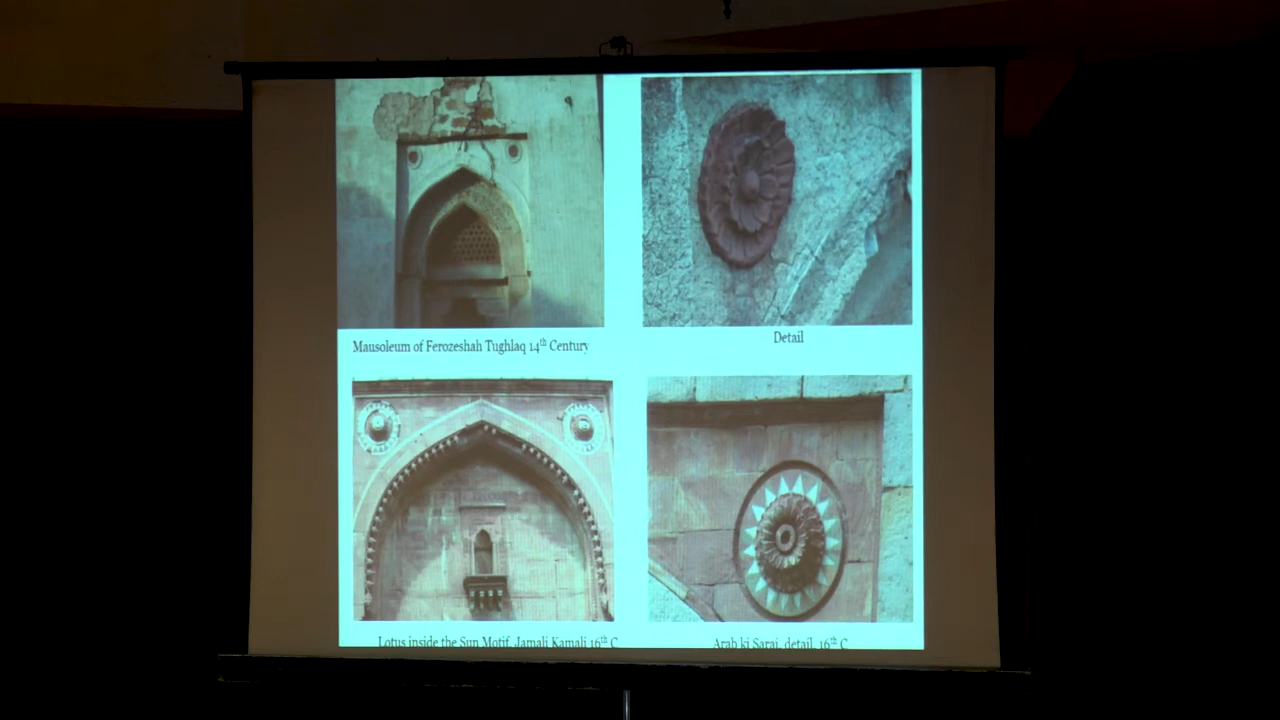 Mausoleum of Ferozeshah Tughlaq 14th Century
Detail
Lotus inside the Sun Motif, Jamali Kamali 16th C
Arab ki Sarai, detail, 16th C